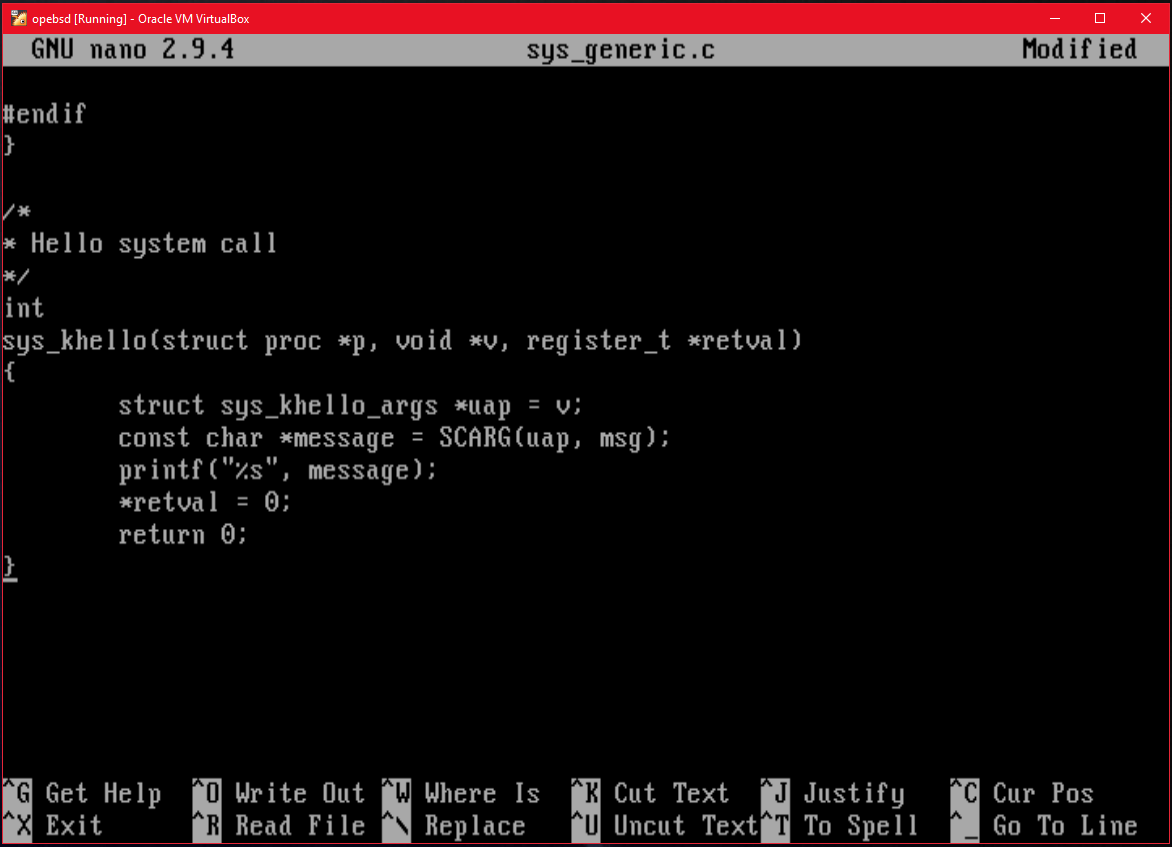 opebsd [Running] - Oracle VM VirtualBox
GNU nano 2.9.4 sys_generic.c Modified
#endif
}
/*
* Hello system call
*/
int
sys_khello(struct proc *p, void *v, register_t *retval)
{
struct sys_khello_args *uap = v;
const char *message = SCARG(uap, msg);
printf("%s", message);
*retval = 0;
return 0;
}
^G Get Help ^O Write Out ^W Where Is ^K Cut Text ^J Justify ^C Cur Pos
^X Exit ^R Read File ^\ Replace ^U Uncut Text ^T To Spell ^_ Go To Line